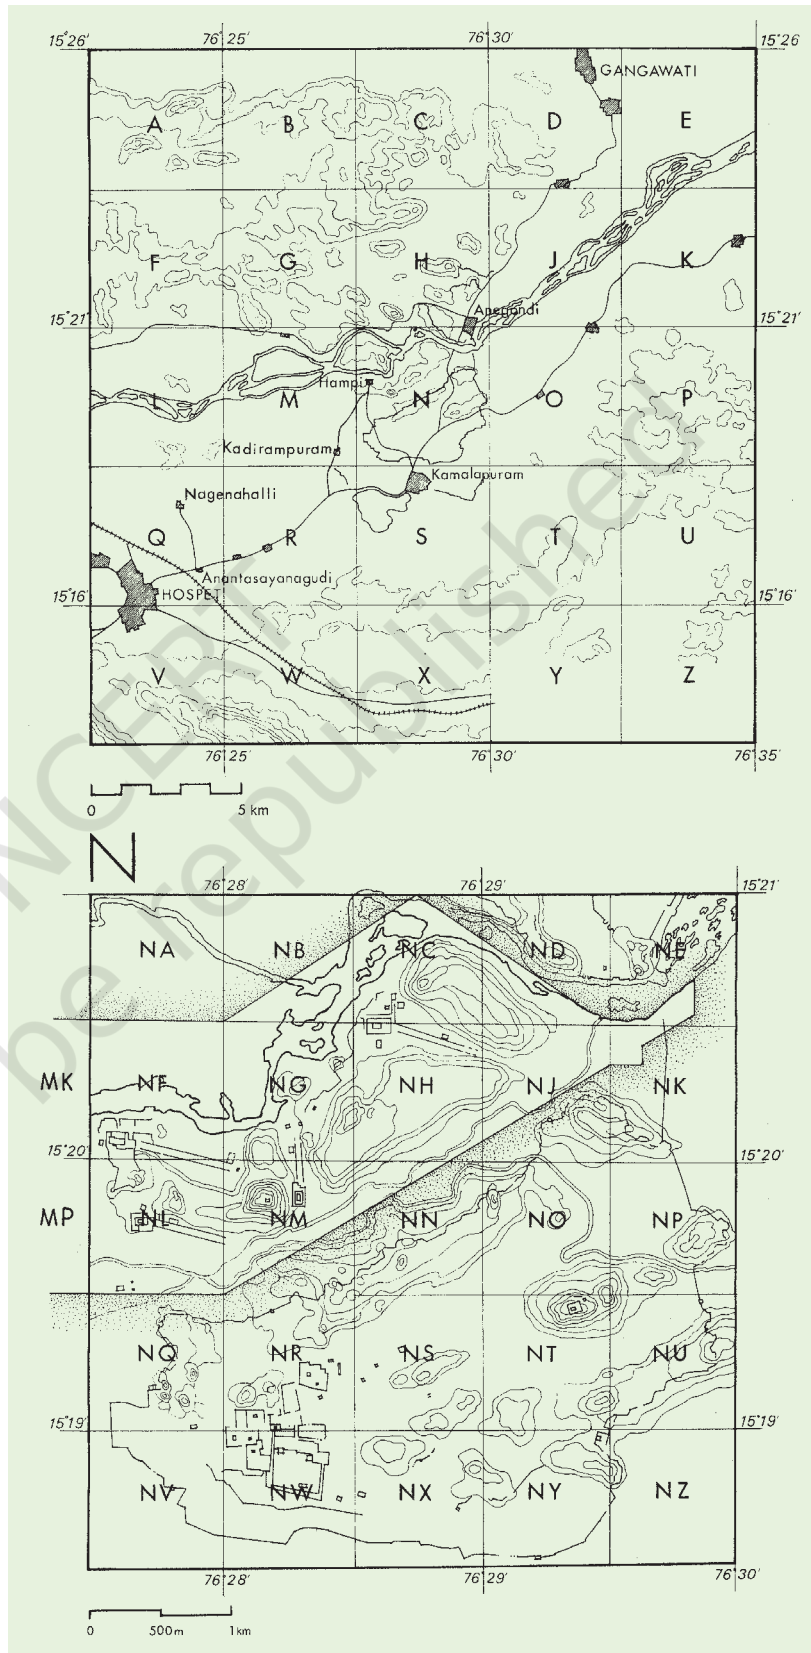 15°26' 76°25' 76°30' 15°26
GANGAWATI
A B C D E
F G H J K
Anegondi
15°21' 15°21'
Hampi
L M N O P
Kadirampuram
Kamalapuram
Nagenahalli
Q R S T U
Anantasayanagudi
HOSPET
15°16' 15°16'
V W X Y Z
76°25' 76°30' 76°35'
0 5 km
N
76°28' 76°29' 15°21'
NA NB NC ND NE
MK NF NG NH NJ NK
15°20' 15°20'
MP NL NM NN NO NP
NQ NR NS NT NU
15°19' 15°19'
NV NW NX NY NZ
76°28' 76°29' 76°30'
0 500m 1km
NCERT
be republished